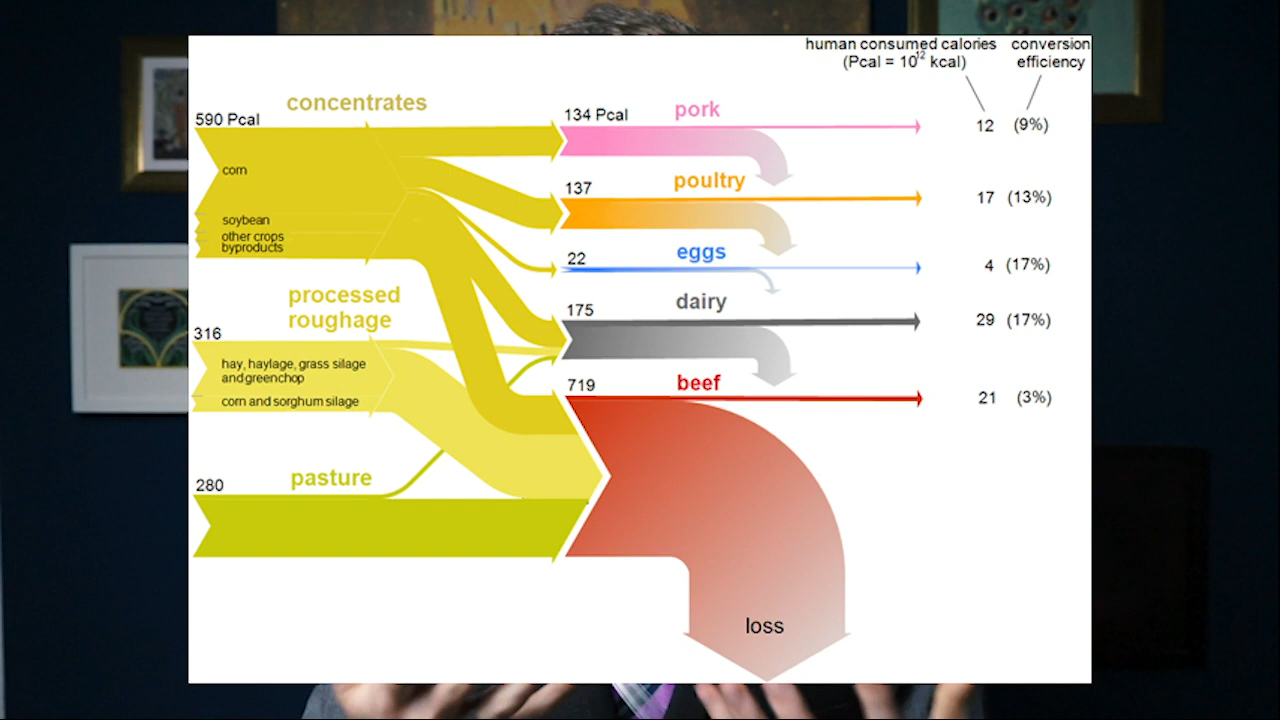 human consumed calories
(Pcal = 10¹² kcal)
conversion
efficiency
concentrates
590 Pcal
134 Pcal
pork
12 (9%)
corn
137
poultry
17 (13%)
soybean
other crops
byproducts
22
eggs
4 (17%)
processed
roughage
175
dairy
29 (17%)
316
hay, haylage, grass silage
and greenchop
corn and sorghum silage
719
beef
21 (3%)
pasture
280
loss